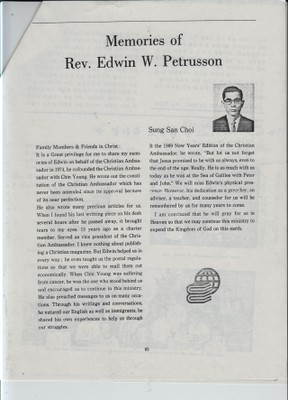 Memories of
Rev. Edwin W. Petrusson
Sung San Choi
Family Members & Friends in Christ:
It is a Great privilege for me to share my mem-
ories of Edwin on behalf of the Christian Ambas-
sador in 1974, he cofounded the Christian Ambas-
sador with Chin Young. He wrote out the consti-
tution of the Christian Ambassador which has
never been amended since its approval because
of its near perfection.
He also wrote many precious articles for us.
When I found his last writing piece on his desk
several hours after he passed away, it brought
tears to my eyes. 15 years ago as a charter
member. Served as vice president of the Chris-
tian Ambassador. I knew nothing about publish-
ing a Christian magazine. But Edwin helped us in
every way ; he even taught us the postal regula-
tions so that we were able to mail them out
economically. When Chin Young was suffering
from cancer, he was the one who stood behind us
and encouraged us to continue to this ministry.
He also preached messages to us on many occa-
tions. Through his writings and conversations,
he tutored our English as well as immigrants, he
shared his own experiences to help us through
our struggles.
It the 1989 New Years' Edition of the Christian
Ambassador, he wrote, "But let us not forget
that Jesus promised to be with us always, even to
the end of the age. Really, He is as much with us
today as he was at the Sea of Galilee with Peter
and John." We will miss Edwin's physical pres-
ence. However, his dedication as a preacher, an
advisor, a teacher, and counselor for us will be
remembered by us for many years to come.
I am convinced that he will pray for us in
Heaven so that we may continue this ministry to
expand the Kingdom of God on this earth.